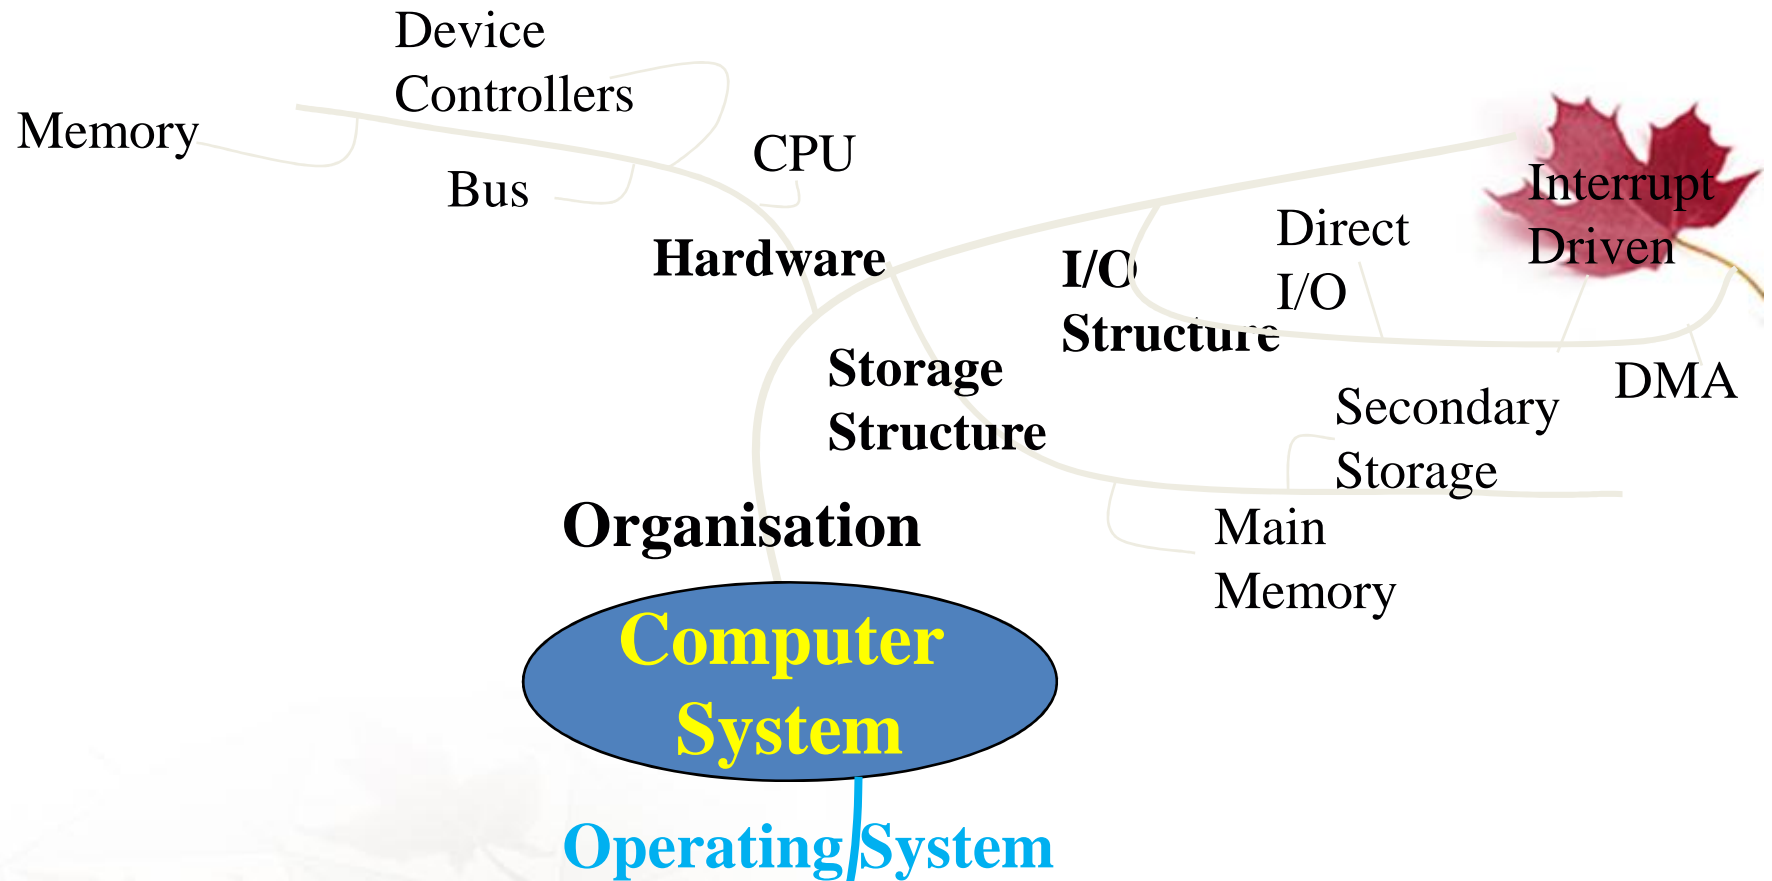 Device
Controllers
Memory
CPU
Bus
Interrupt
Driven
Direct
I/O
Hardware
I/O
Structure
Storage
Structure
DMA
Secondary
Storage
Organisation
Main
Memory
Computer
System
Operating System